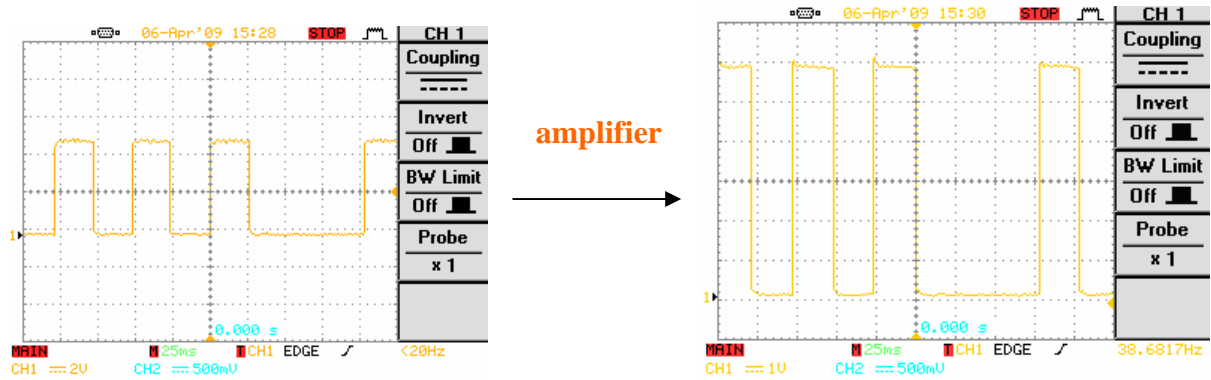 06-Apr'09 15:28 STOP CH 1
Coupling
Invert
Off
BW Limit
Off
Probe
x 1
1
0.000 s
MAIN M 25ms T CH1 EDGE <20Hz
CH1 2V CH2 500mV
amplifier
06-Apr'09 15:30 STOP CH 1
Coupling
Invert
Off
BW Limit
Off
Probe
x 1
1
0.000 s
MAIN M 25ms T CH1 EDGE 38.6817Hz
CH1 1V CH2 500mV